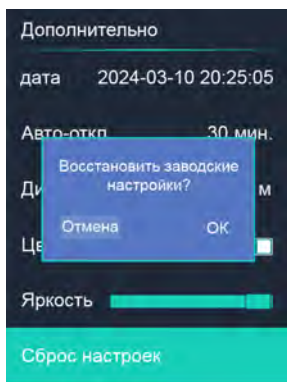 Дополнительно
дата 2024-03-10 20:25:05
Авто-откл 30 мин.
Восстановить заводские
настройки?
Отмена OK
Яркость
Сброс настроек